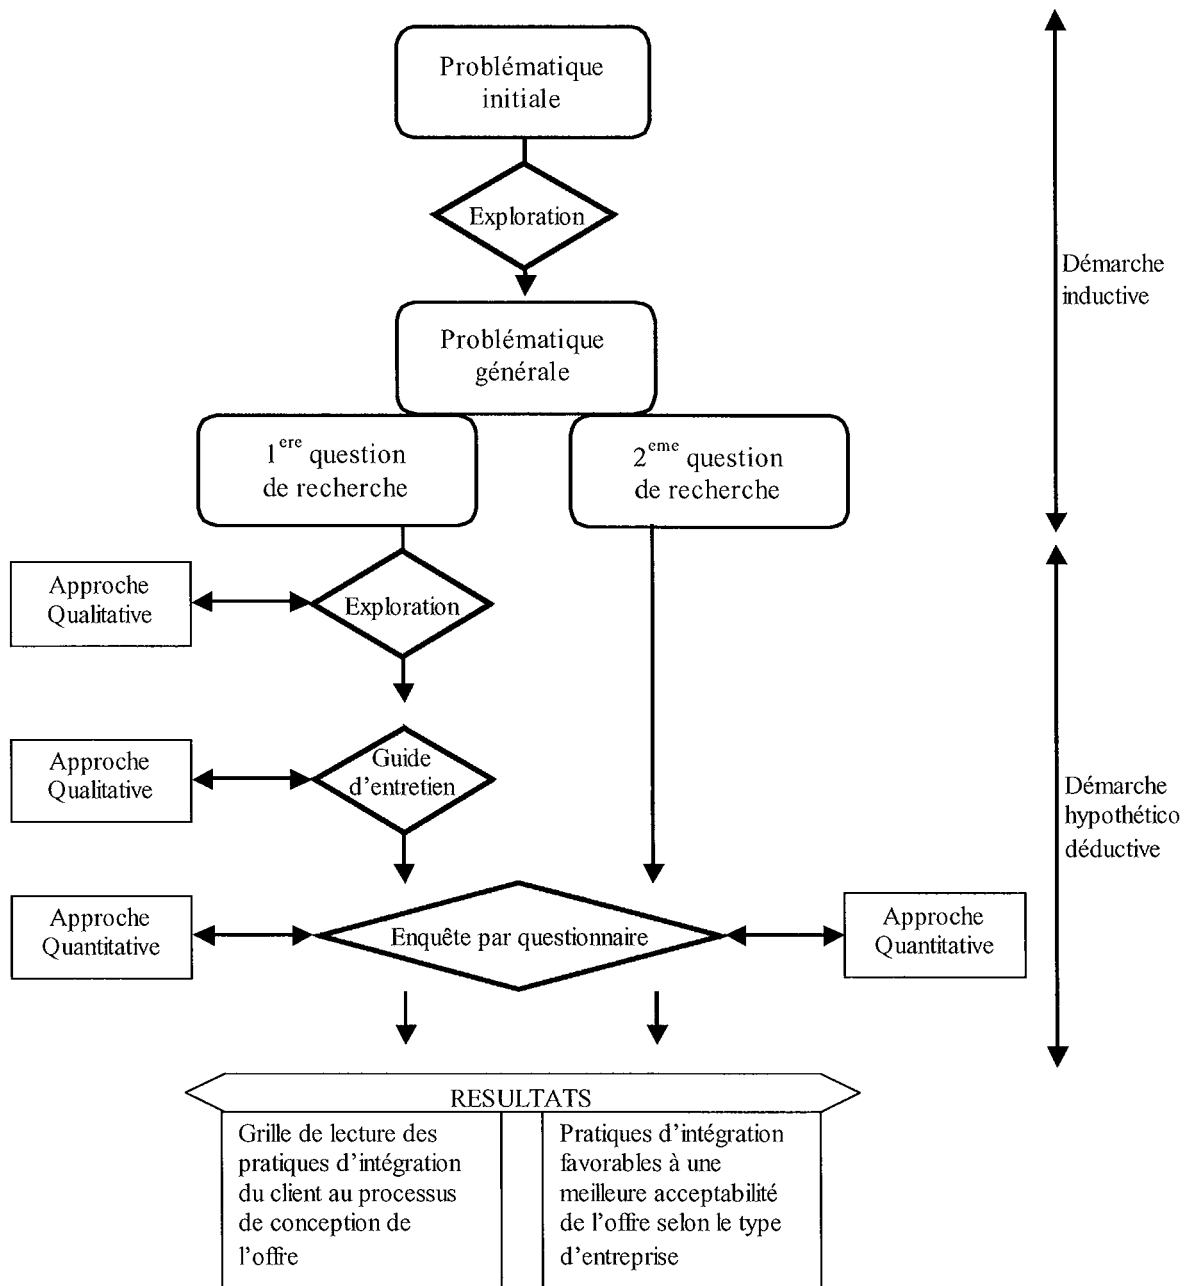 Problématique
initiale
Exploration
Démarche
inductive
Problématique
générale
1ere question
de recherche
2eme question
de recherche
Approche
Qualitative
Exploration
Approche
Qualitative
Guide
d'entretien
Démarche
hypothético
déductive
Approche
Quantitative
Enquête par questionnaire
Approche
Quantitative
RESULTATS
Grille de lecture des
pratiques d'intégration
du client au processus
de conception de
l'offre
Pratiques d'intégration
favorables à une
meilleure acceptabilité
de l'offre selon le type
d'entreprise